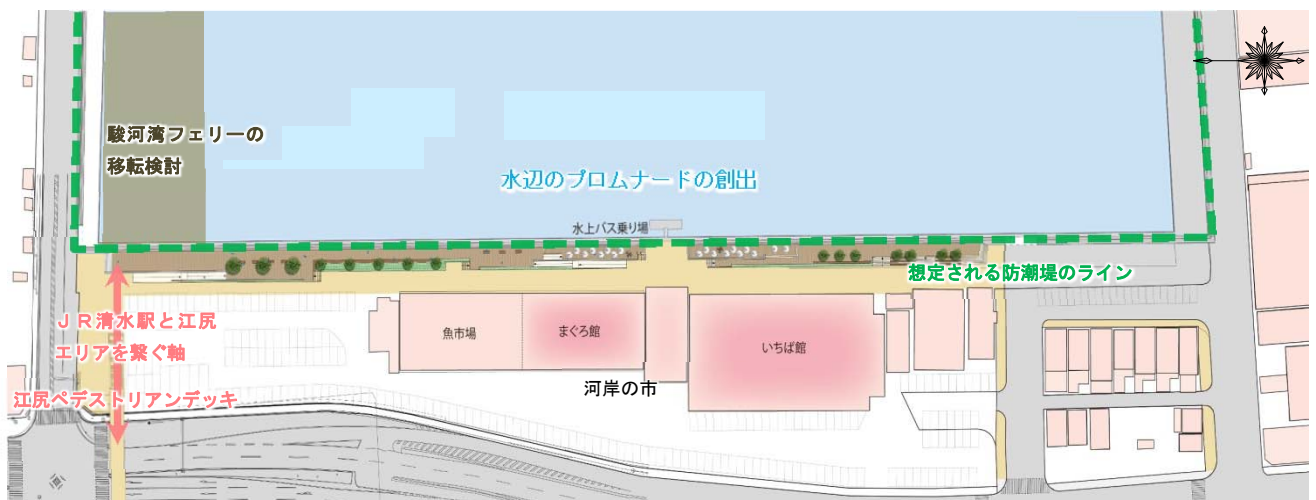 駿河湾フェリーの
移転検討
水辺のプロムナードの創出
水上バス乗り場
想定される防潮堤のライン
ＪＲ清水駅と江尻
エリアを繋ぐ軸
魚市場
まぐろ館
いちば館
河岸の市
江尻ペデストリアンデッキ